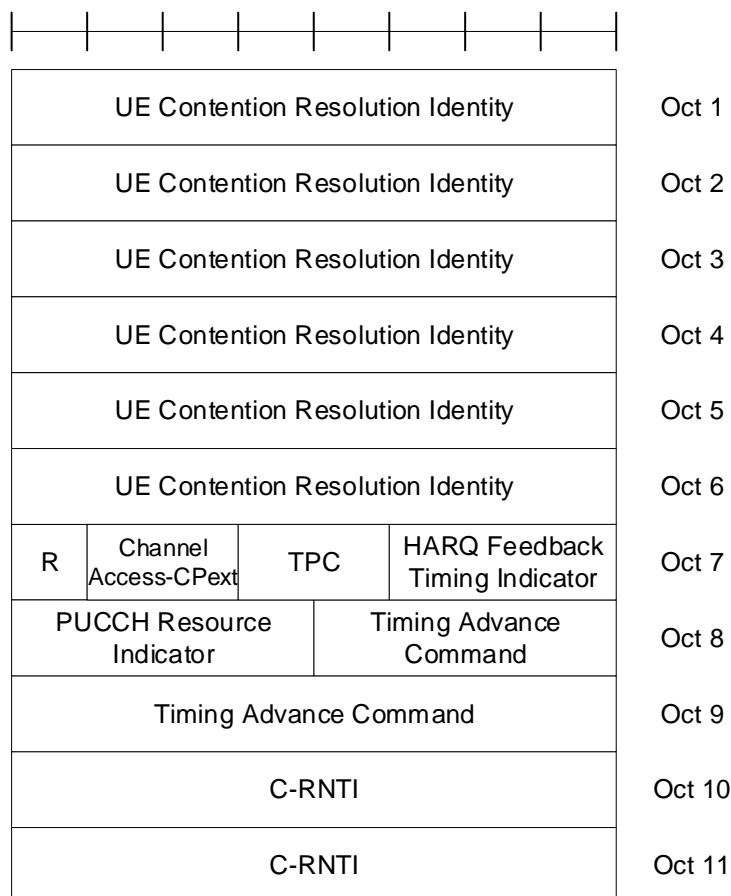 UE Contention Resolution Identity Oct 1
UE Contention Resolution Identity Oct 2
UE Contention Resolution Identity Oct 3
UE Contention Resolution Identity Oct 4
UE Contention Resolution Identity Oct 5
UE Contention Resolution Identity Oct 6
R
Channel
Access-CPext
TPC
HARQ Feedback
Timing Indicator
Oct 7
PUCCH Resource
Indicator
Timing Advance
Command
Oct 8
Timing Advance Command Oct 9
C-RNTI Oct 10
C-RNTI Oct 11